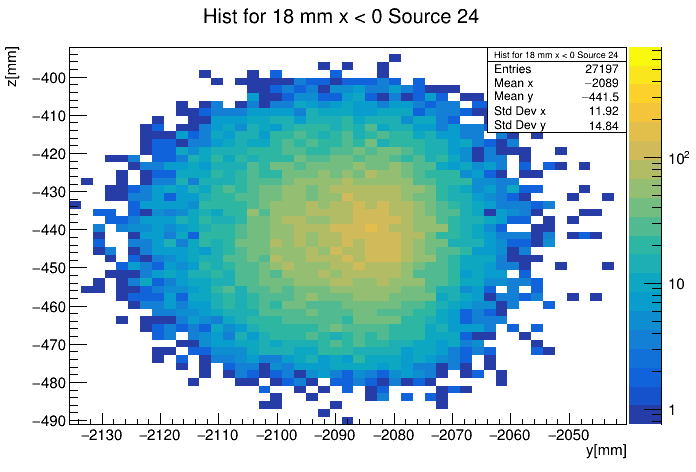 Hist for 18 mm x < 0 Source 24
z[mm]
Hist for 18 mm x < 0 Source 24
Entries 27197
Mean x −2089
Mean y −441.5
Std Dev x 11.92
Std Dev y 14.84
−400
−410
−420
−430
−440
−450
−460
−470
−480
−490
10²
10
1
−2130 −2120 −2110 −2100 −2090 −2080 −2070 −2060 −2050
y[mm]